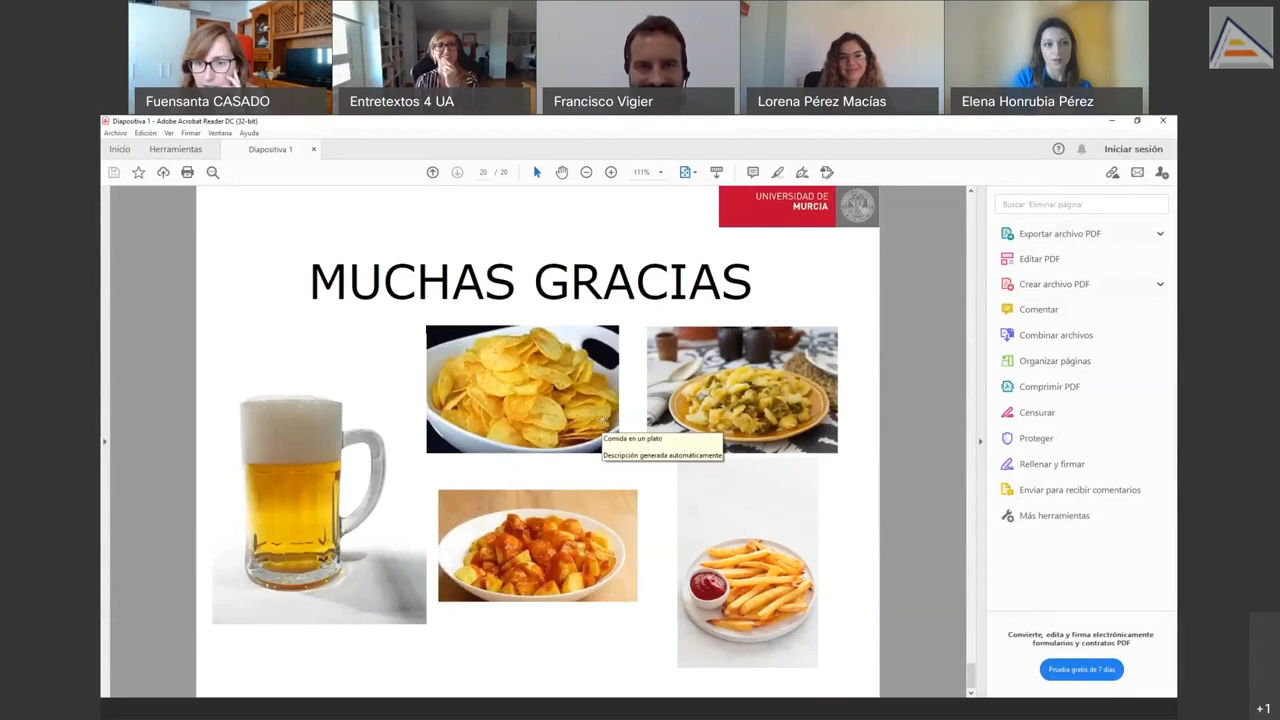 Fuensanta CASADO
Entretextos 4 UA
Francisco Vigier
Lorena Pérez Macías
Elena Honrubia Pérez
Diapositiva 1 - Adobe Acrobat Reader DC (32-bit)
Archivo Edición Ver Firmar Ventana Ayuda
Inicio Herramientas Diapositiva 1 Iniciar sesión
20 / 20 111%
UNIVERSIDAD DE
MURCIA
MUCHAS GRACIAS
Comida en un plato
Descripción generada automáticamente
Buscar 'Eliminar página'
Exportar archivo PDF
Editar PDF
Crear archivo PDF
Comentar
Combinar archivos
Organizar páginas
Comprimir PDF
Censurar
Proteger
Rellenar y firmar
Enviar para recibir comentarios
Más herramientas
Convierte, edita y firma electrónicamente
formularios y contratos PDF
Prueba gratis de 7 días
+1